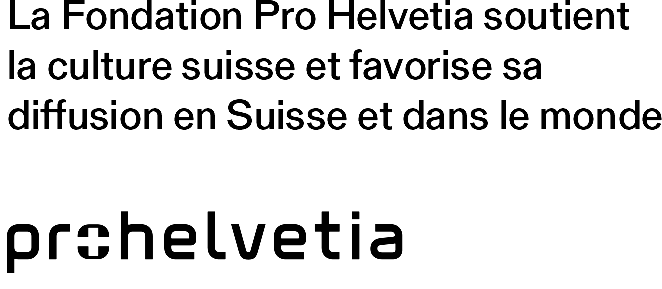 La Fondation Pro Helvetia soutient
la culture suisse et favorise sa
diffusion en Suisse et dans le monde
prohelvetia